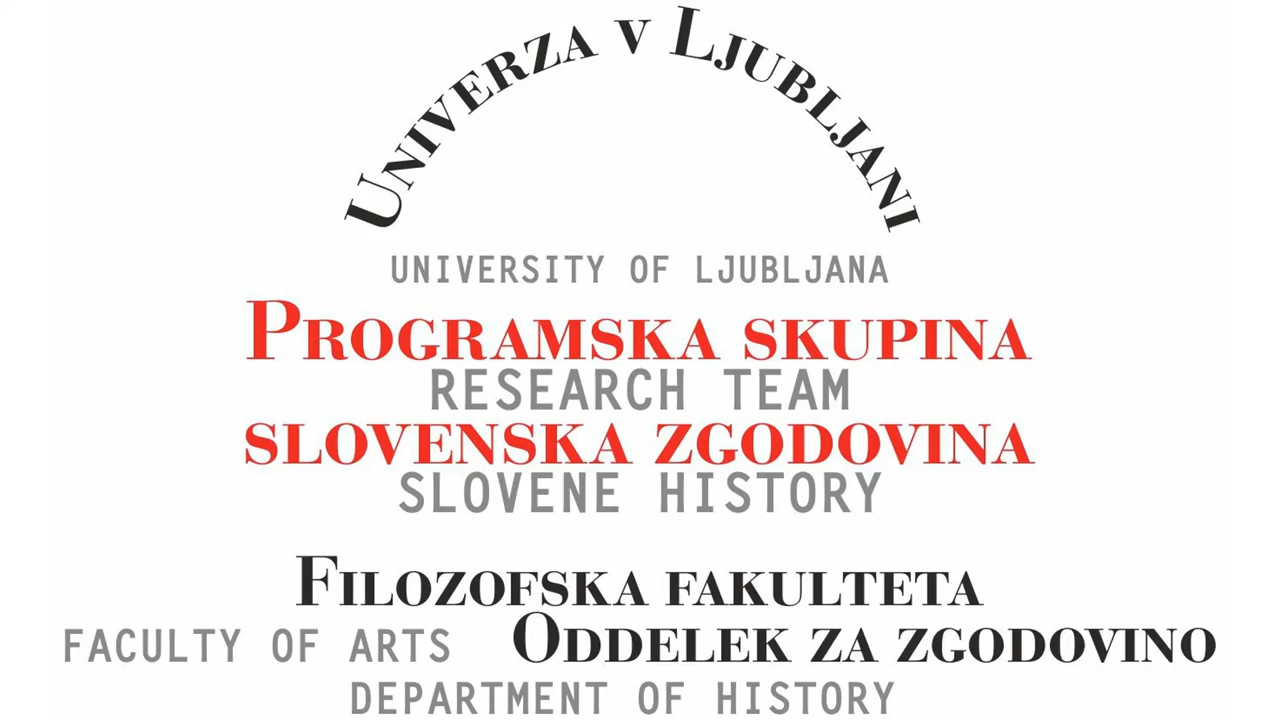 Univerza v Ljubljani
UNIVERSITY OF LJUBLJANA
Programska skupina
RESEARCH TEAM
slovenska zgodovina
SLOVENE HISTORY
Filozofska fakulteta
FACULTY OF ARTS Oddelek za zgodovino
DEPARTMENT OF HISTORY